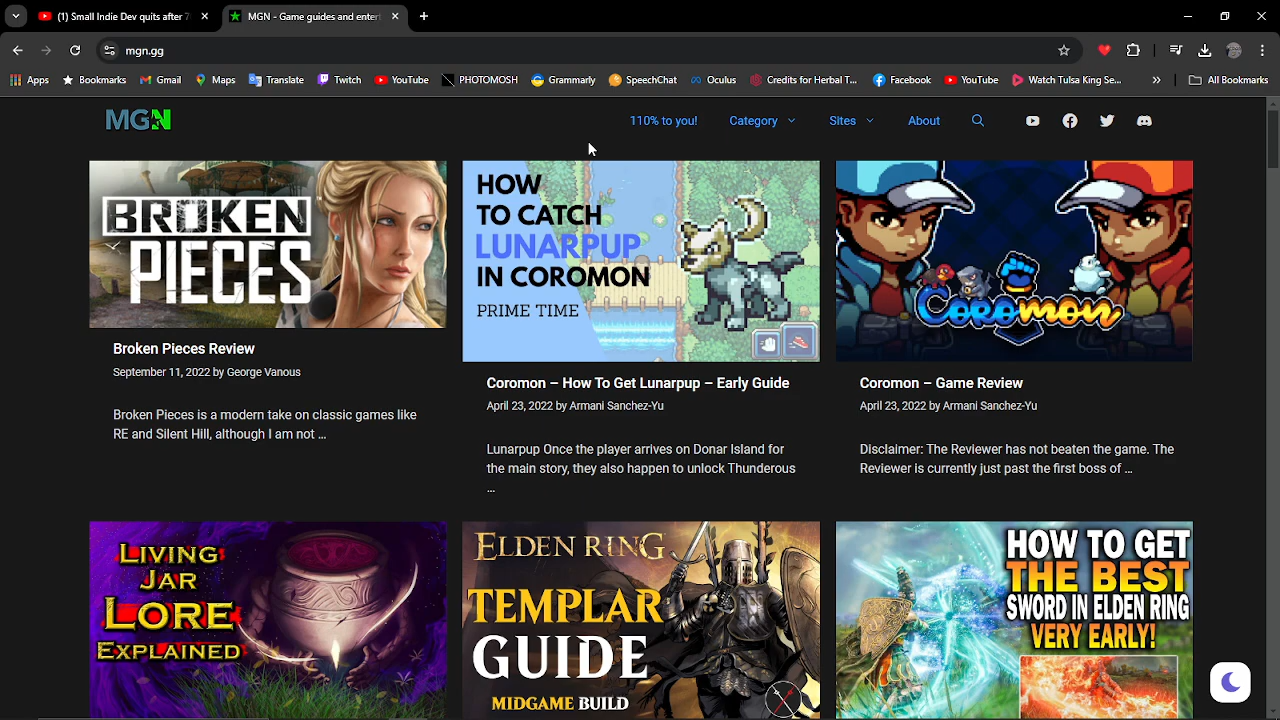 (1) Small Indie Dev quits after 7
MGN - Game guides and entert
mgn.gg
Apps
Bookmarks
Gmail
Maps
Translate
Twitch
YouTube
PHOTOMOSH
Grammarly
SpeechChat
Oculus
Credits for Herbal T...
Facebook
YouTube
Watch Tulsa King Se...
All Bookmarks
MGN
110% to you!
Category
Sites
About
BROKEN
PIECES
Broken Pieces Review
September 11, 2022 by George Vanous
Broken Pieces is a modern take on classic games like
RE and Silent Hill, although I am not ...
HOW
TO CATCH
LUNARPUP
IN COROMON
PRIME TIME
Coromon – How To Get Lunarpup – Early Guide
April 23, 2022 by Armani Sanchez-Yu
Lunarpup Once the player arrives on Donar Island for
the main story, they also happen to unlock Thunderous
...
Coromon
Coromon – Game Review
April 23, 2022 by Armani Sanchez-Yu
Disclaimer: The Reviewer has not beaten the game. The
Reviewer is currently just past the first boss of ...
LIVING
JAR
LORE
EXPLAINED
ELDEN RING
TEMPLAR
GUIDE
MIDGAME BUILD
HOW TO GET
THE BEST
SWORD IN ELDEN RING
VERY EARLY!